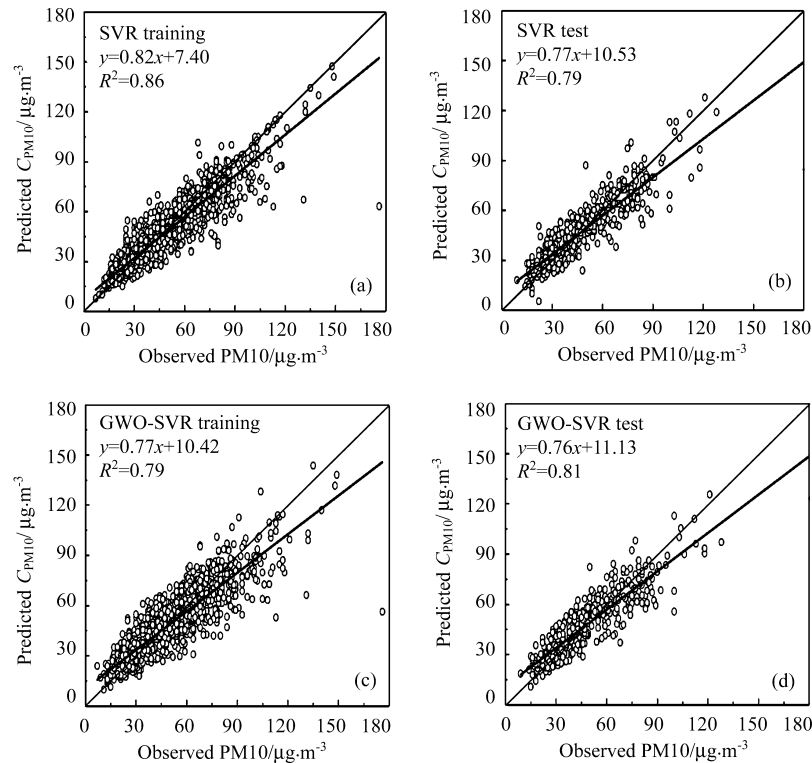 180
150
120
90
60
30
0
Predicted C_PM10/ μg·m⁻³
SVR training
y=0.82x+7.40
R²=0.86
(a)
0 30 60 90 120 150 180
Observed PM10/μg·m⁻³
180
150
120
90
60
30
0
Predicted C_PM10/ μg·m⁻³
SVR test
y=0.77x+10.53
R²=0.79
(b)
0 30 60 90 120 150 180
Observed PM10/μg·m⁻³
180
150
120
90
60
30
0
Predicted C_PM10/ μg·m⁻³
GWO-SVR training
y=0.77x+10.42
R²=0.79
(c)
0 30 60 90 120 150 180
Observed PM10/μg·m⁻³
180
150
120
90
60
30
0
Predicted C_PM10/ μg·m⁻³
GWO-SVR test
y=0.76x+11.13
R²=0.81
(d)
0 30 60 90 120 150 180
Observed PM10/μg·m⁻³